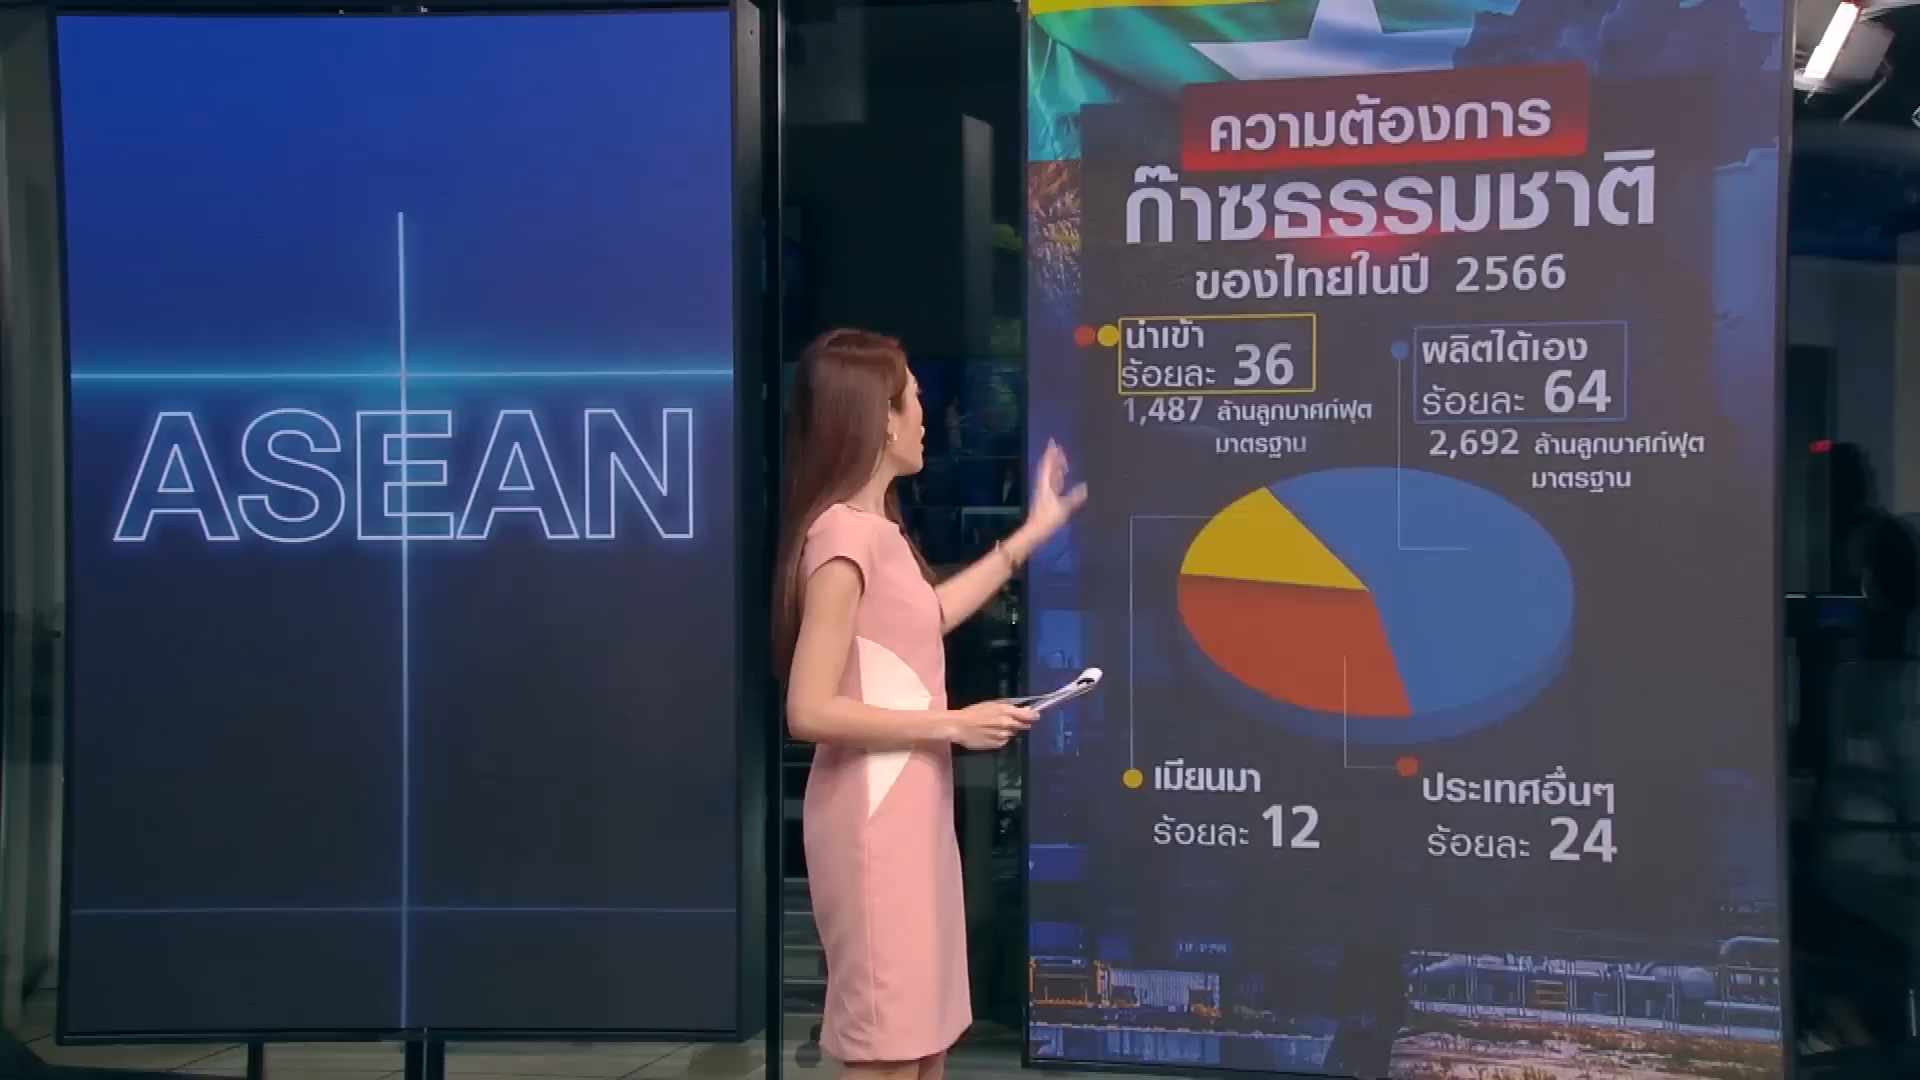 ASEAN
ความต้องการ
ก๊าซธรรมชาติ
ของไทยในปี 2566
นำเข้า
ร้อยละ 36
1,487 ล้านลูกบาศก์ฟุต
มาตรฐาน
ผลิตได้เอง
ร้อยละ 64
2,692 ล้านลูกบาศก์ฟุต
มาตรฐาน
เมียนมา
ร้อยละ 12
ประเทศอื่นๆ
ร้อยละ 24